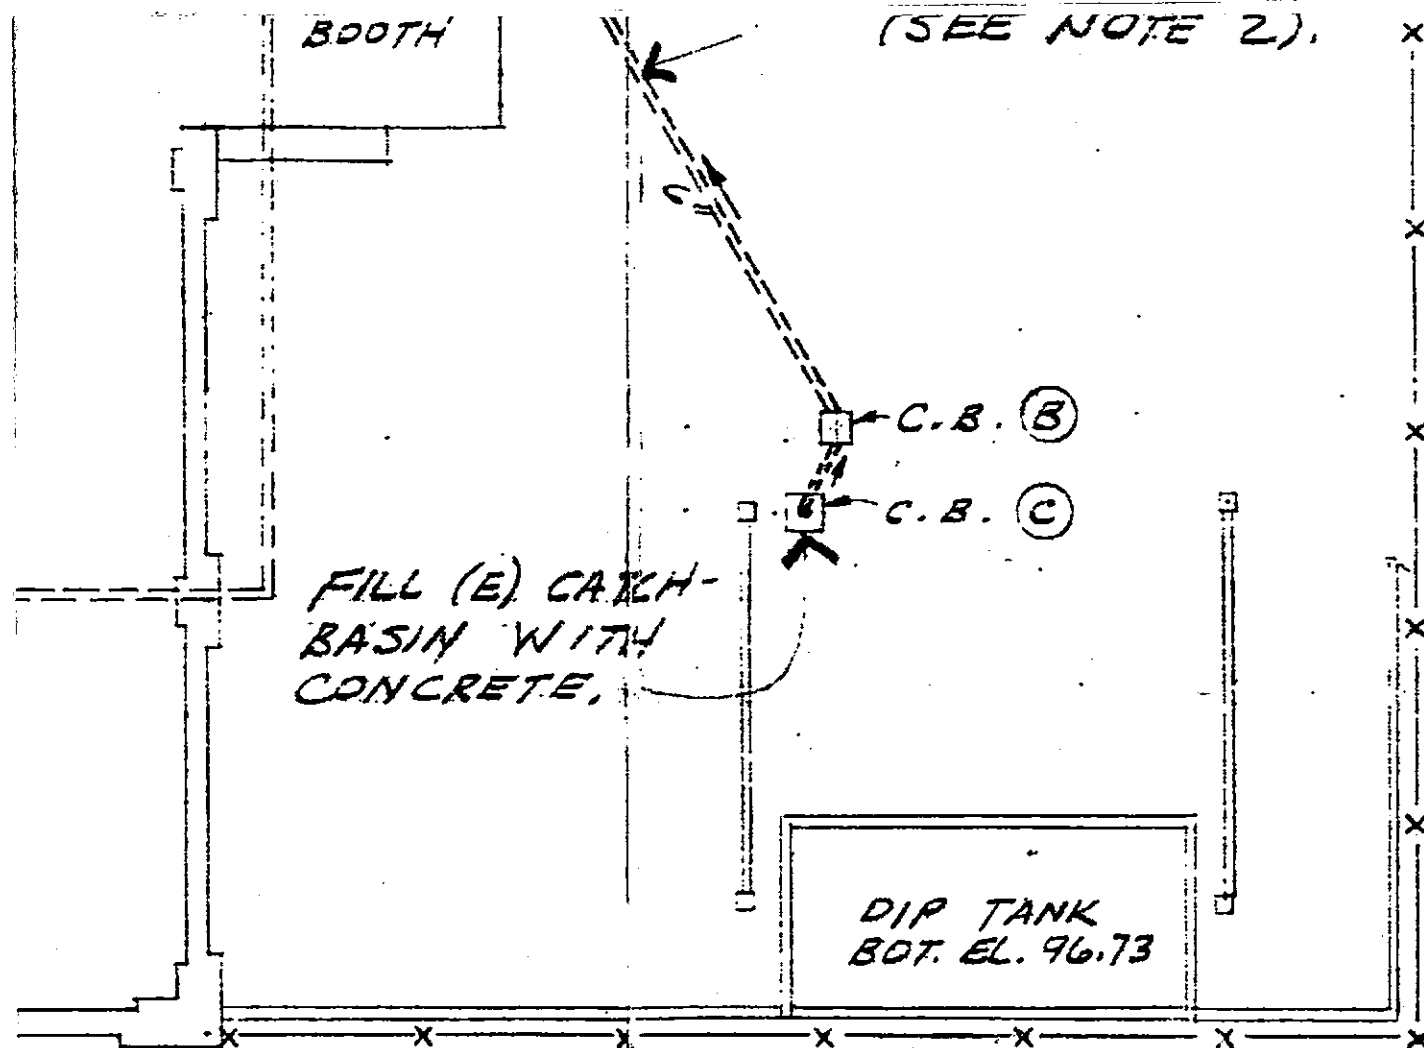 BOOTH
(SEE NOTE 2).
C.B. (B)
C.B. (C)
FILL (E) CATCH-
BASIN WITH
CONCRETE.
DIP TANK
BOT. EL. 96.73